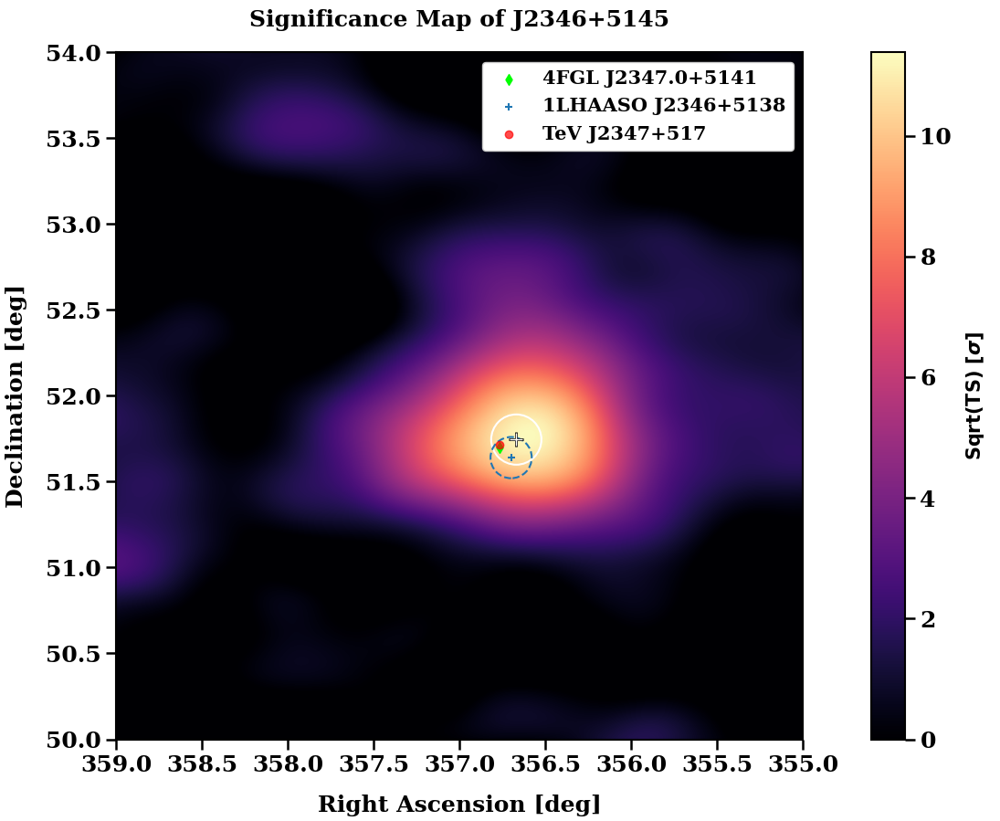 Significance Map of J2346+5145
4FGL J2347.0+5141
1LHAASO J2346+5138
TeV J2347+517
54.0
53.5
53.0
52.5
52.0
51.5
51.0
50.5
50.0
Declination [deg]
359.0 358.5 358.0 357.5 357.0 356.5 356.0 355.5 355.0
Right Ascension [deg]
10
8
6
4
2
0
Sqrt(TS) [σ]